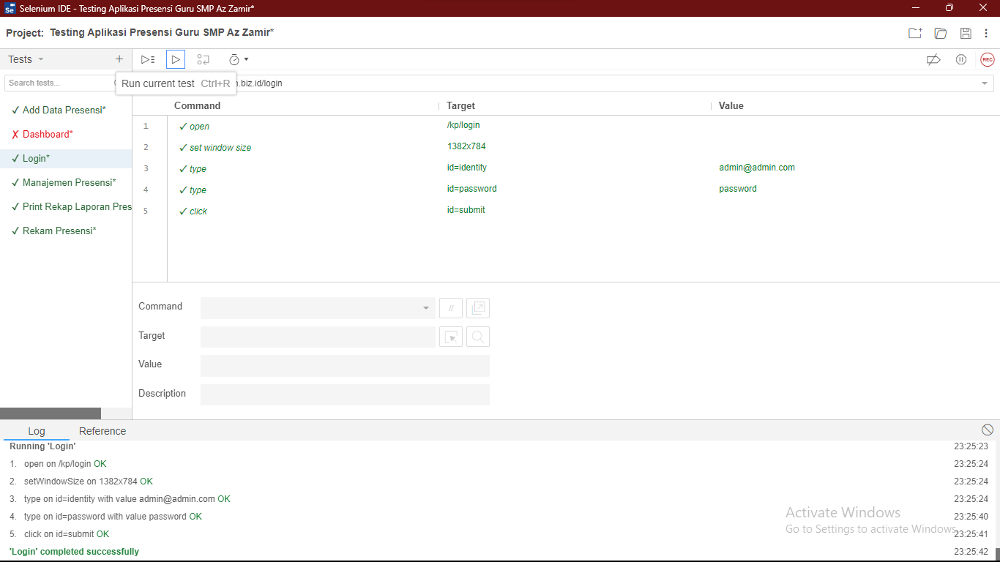 Selenium IDE - Testing Aplikasi Presensi Guru SMP Az Zamir*
Project: Testing Aplikasi Presensi Guru SMP Az Zamir*
Tests
Search tests...
Run current test Ctrl+R
.biz.id/login
REC
Command Target Value
Add Data Presensi*
Dashboard*
Login*
Manajemen Presensi*
Print Rekap Laporan Pres
Rekam Presensi*
1 open /kp/login
2 set window size 1382x784
3 type id=identity admin@admin.com
4 type id=password password
5 click id=submit
Command //
Target
Value
Description
Log Reference
Running 'Login' 23:25:23
1. open on /kp/login OK 23:25:24
2. setWindowSize on 1382x784 OK 23:25:24
3. type on id=identity with value admin@admin.com OK 23:25:24
4. type on id=password with value password OK 23:25:40
5. click on id=submit OK 23:25:41
'Login' completed successfully 23:25:42
Activate Windows
Go to Settings to activate Windows.